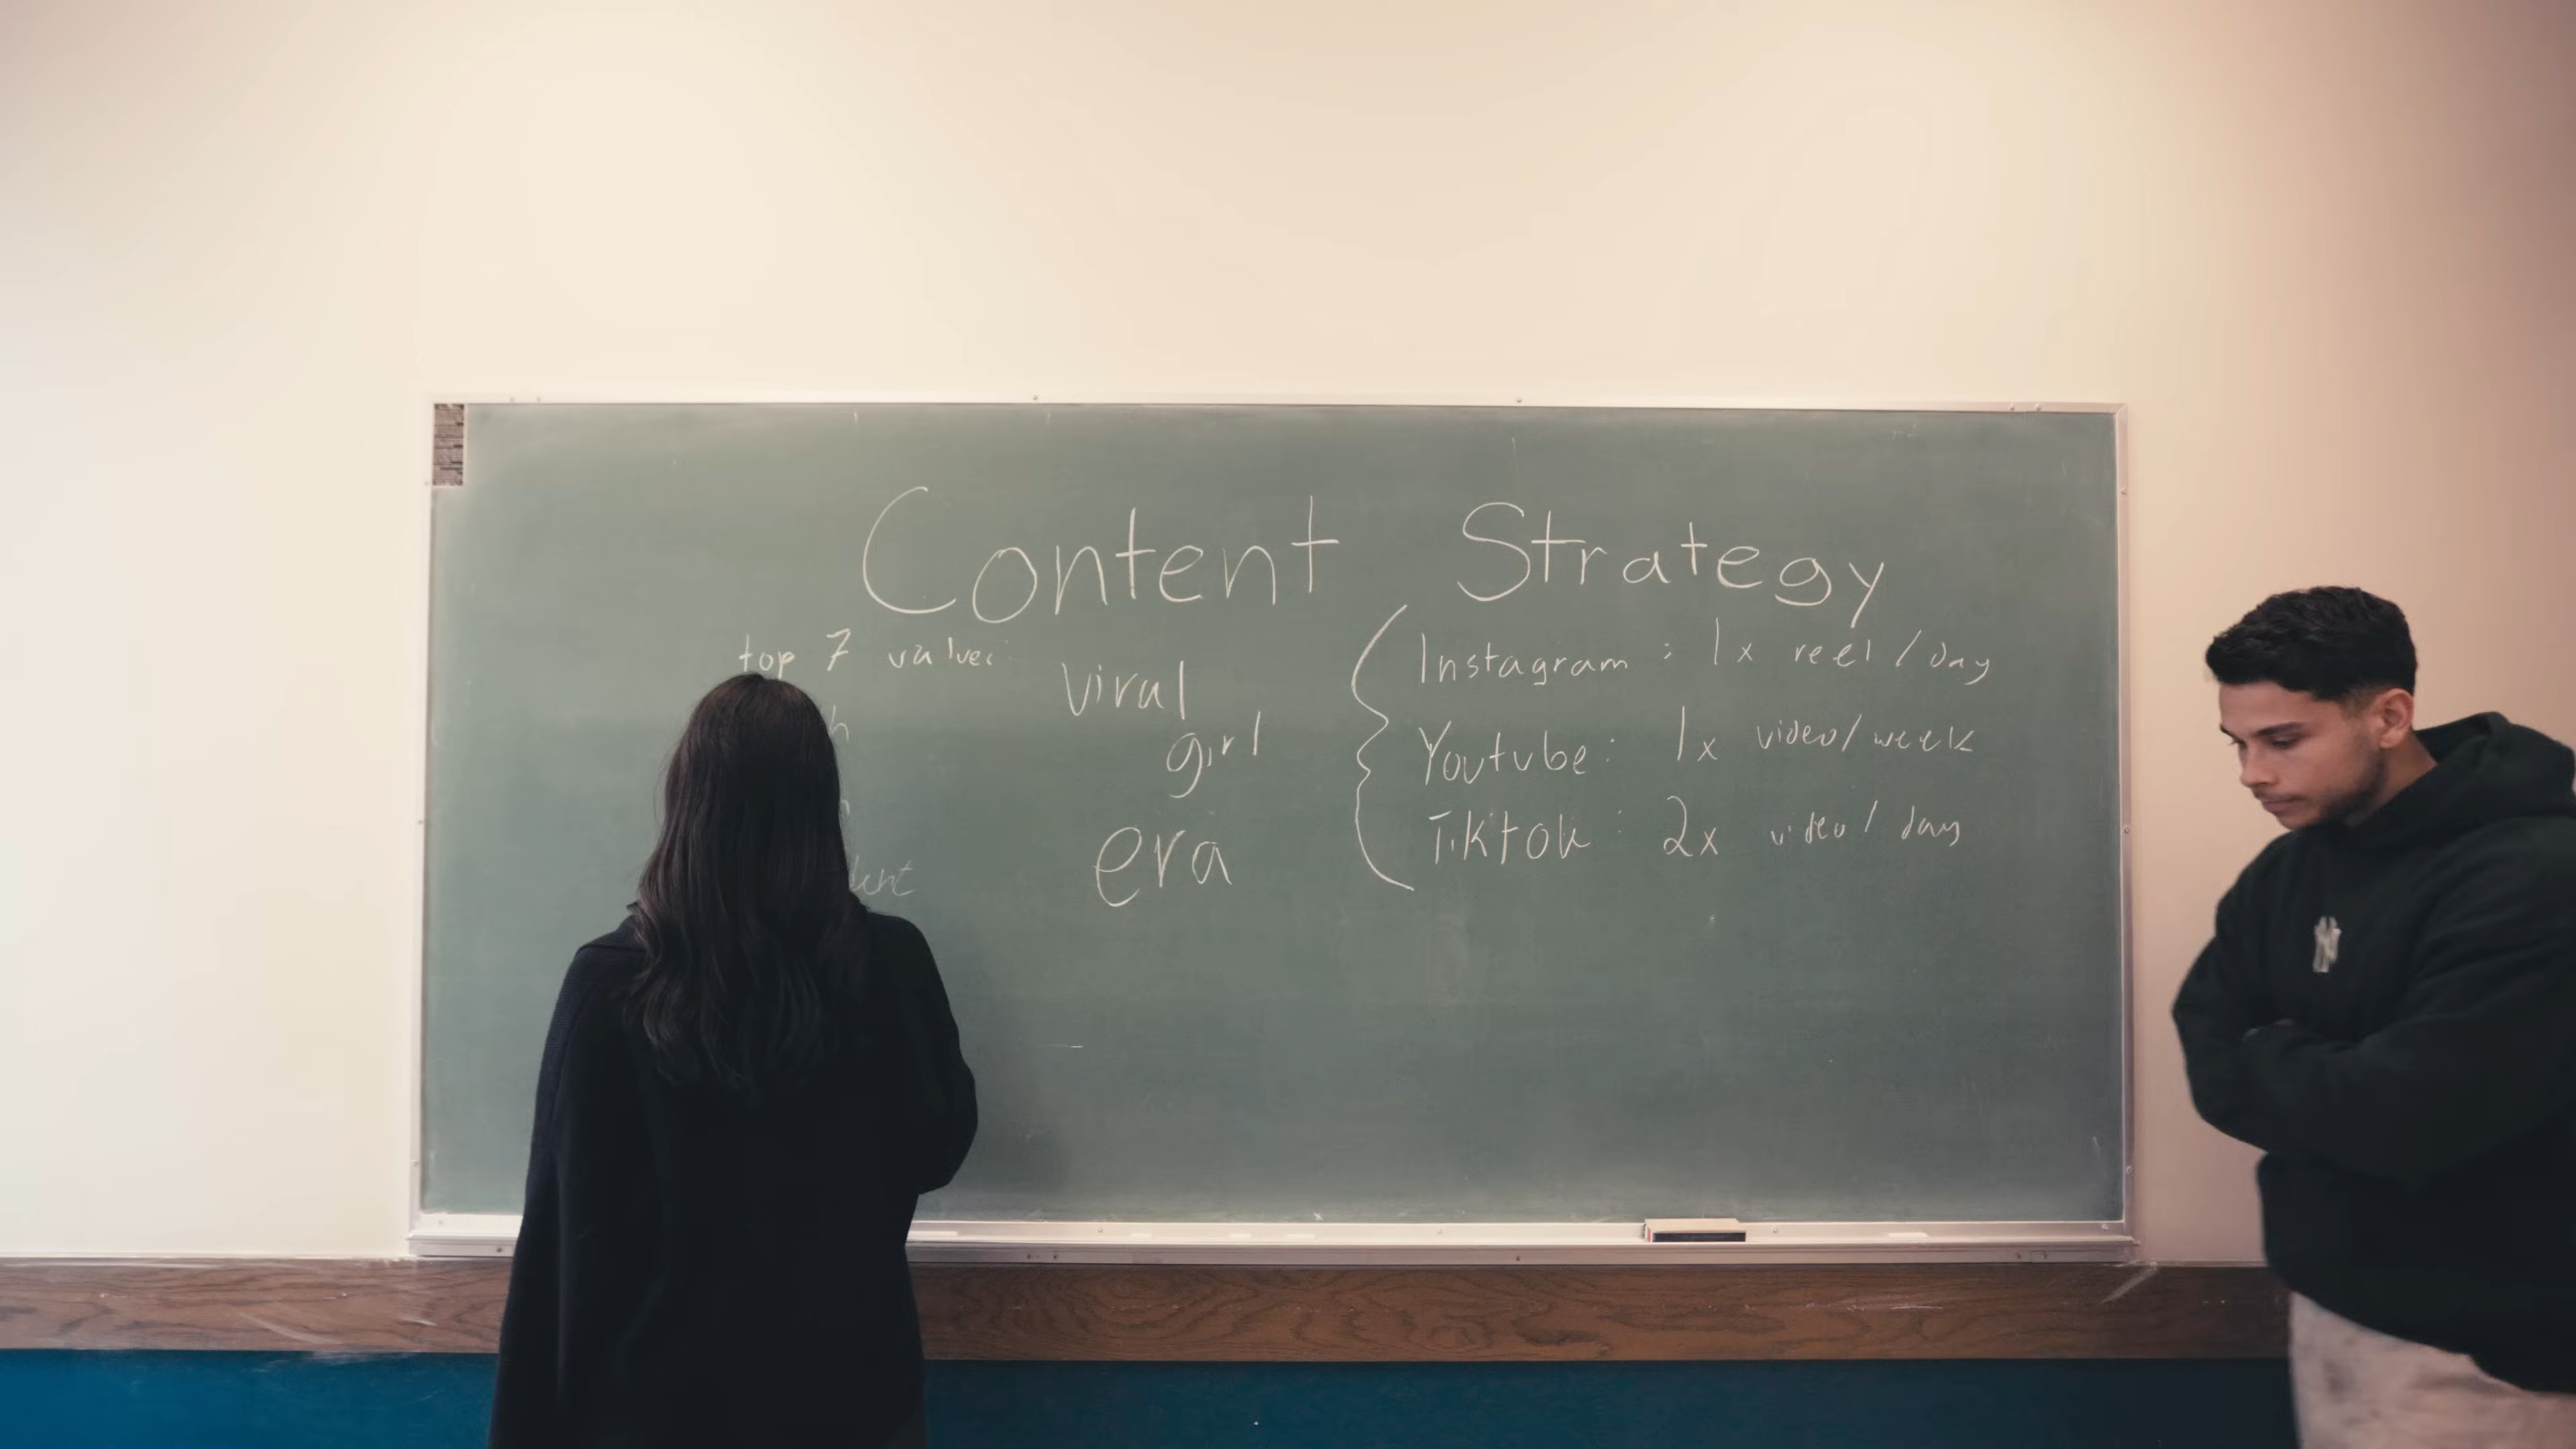 Content Strategy
top 7 values
viral
girl
era
Instagram : 1x reel / day
Youtube : 1x video / week
Tiktok : 2x video / day
NY